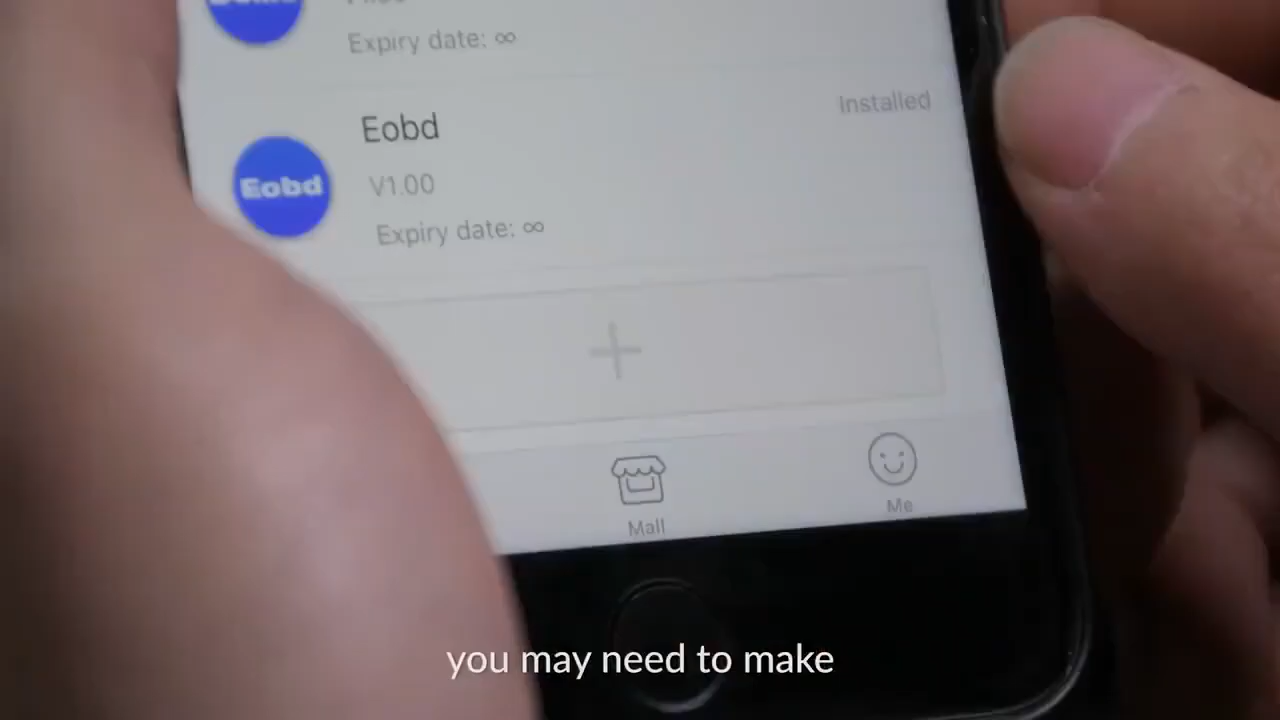 Expiry date: ∞
Eobd
Installed
Eobd
V1.00
Expiry date: ∞
Mall
Me
you may need to make